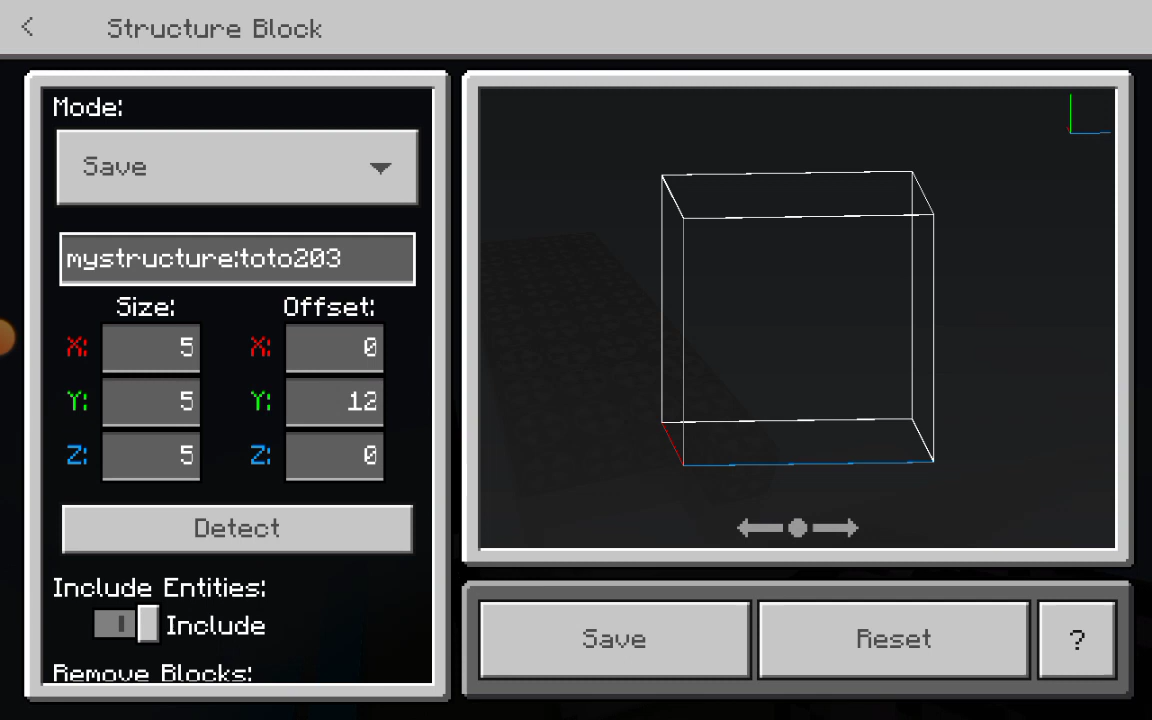 Structure Block
Mode:
Save
mystructure:toto203
Size: Offset:
X: 5 X: 0
Y: 5 Y: 12
Z: 5 Z: 0
Detect
Include Entities:
Include
Remove Blocks:
Save Reset ?